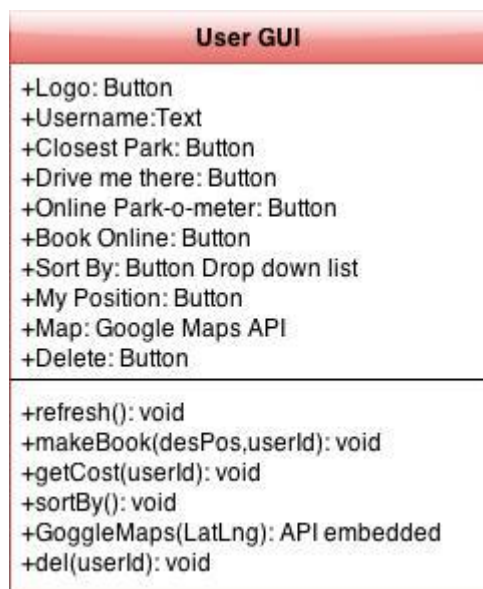 User GUI
+Logo: Button
+Username:Text
+Closest Park: Button
+Drive me there: Button
+Online Park-o-meter: Button
+Book Online: Button
+Sort By: Button Drop down list
+My Position: Button
+Map: Google Maps API
+Delete: Button
+refresh(): void
+makeBook(desPos,userId): void
+getCost(userId): void
+sortBy(): void
+GoggleMaps(LatLng): API embedded
+del(userId): void